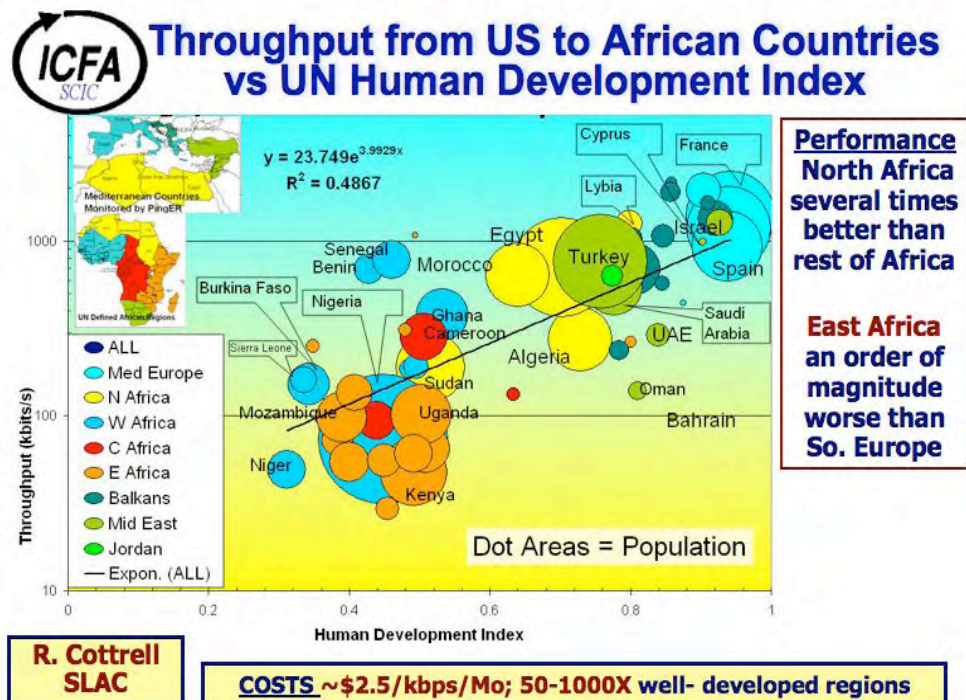 ICFA
SCIC
Throughput from US to African Countries
vs UN Human Development Index
Mediterranean Countries
Monitored by PingER
UN Defined African Regions
y = 23.749e^3.9929x
R² = 0.4867
Cyprus
France
Lybia
Israel
Egypt
Turkey
Spain
Senegal
Benin
Morocco
Burkina Faso
Nigeria
Ghana
Cameroon
Saudi
Arabia
UAE
Sierra Leone
Algeria
Sudan
Oman
Mozambique
Uganda
Bahrain
Niger
Kenya
Dot Areas = Population
ALL
Med Europe
N Africa
W Africa
C Africa
E Africa
Balkans
Mid East
Jordan
Expon. (ALL)
Throughput (kbits/s)
1000
100
10
0
0.2
0.4
0.6
0.8
1
Human Development Index
Performance
North Africa
several times
better than
rest of Africa
East Africa
an order of
magnitude
worse than
So. Europe
R. Cottrell
SLAC
COSTS ~$2.5/kbps/Mo; 50-1000X well- developed regions